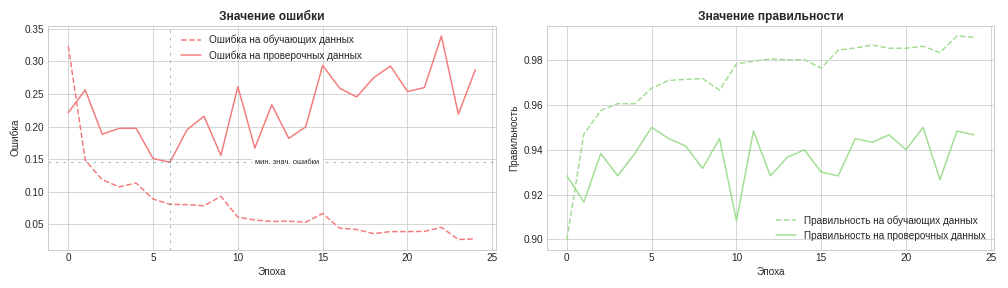 Значение ошибки
0.35
0.30
0.25
0.20
0.15
0.10
0.05
Ошибка
Ошибка на обучающих данных
Ошибка на проверочных данных
мин. знач. ошибки
0
5
10
15
20
25
Эпоха
Значение правильности
0.98
0.96
0.94
0.92
0.90
Правильность
Правильность на обучающих данных
Правильность на проверочных данных
0
5
10
15
20
25
Эпоха